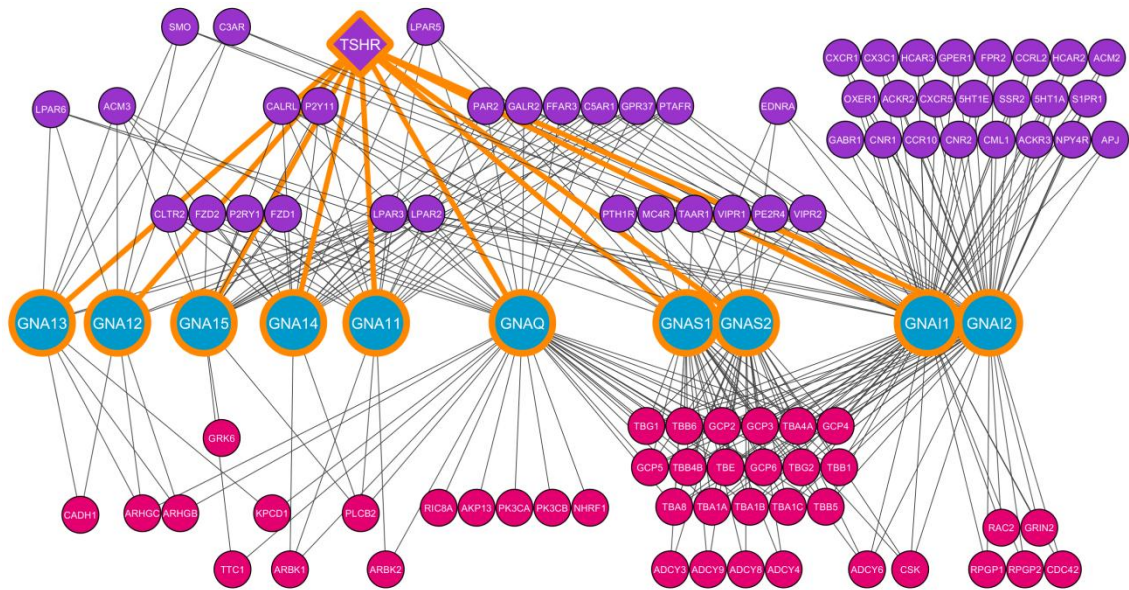 SMO C3AR TSHR LPAR5
CXCR1 CX3C1 HCAR3 GPER1 FPR2 CCRL2 HCAR2 ACM2
OXER1 ACKR2 CXCR5 5HT1E SSR2 5HT1A S1PR1
LPAR6 ACM3 CALRL P2Y11 PAR2 GALR2 FFAR3 C5AR1 GPR37 PTAFR EDNRA
GABR1 CNR1 CCR10 CNR2 CML1 ACKR3 NPY4R APJ
CLTR2 FZD2 P2RY1 FZD1 LPAR3 LPAR2 PTH1R MC4R TAAR1 VIPR1 PE2R4 VIPR2
GNA13 GNA12 GNA15 GNA14 GNA11 GNAQ GNAS1 GNAS2 GNAI1 GNAI2
TBG1 TBB6 GCP2 GCP3 TBA4A GCP4
GRK6
GCP5 TBB4B TBE GCP6 TBG2 TBB1
TBA8 TBA1A TBA1B TBA1C TBB5
CADH1 ARHGC ARHGB KPCD1 PLCB2 RIC8A AKP13 PK3CA PK3CB NHRF1
RAC2 GRIN2
TTC1 ARBK1 ARBK2 ADCY3 ADCY9 ADCY8 ADCY4 ADCY6 CSK RPGP1 RPGP2 CDC42